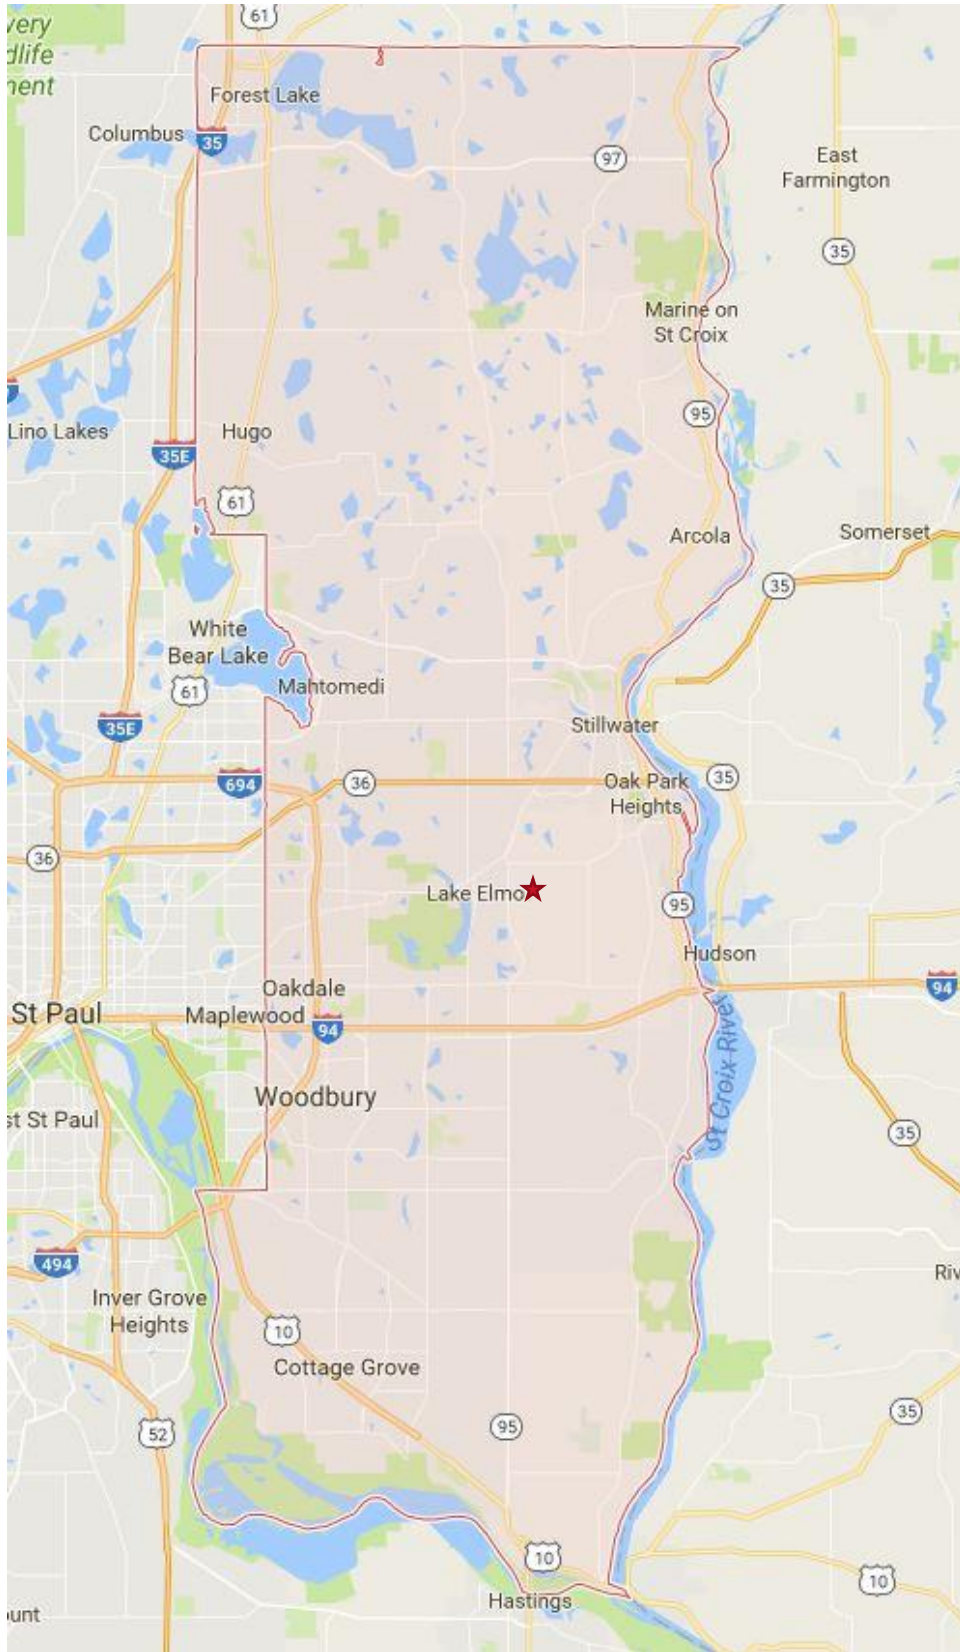 61
very
dlife
nent
Forest Lake
Columbus
35
97
East
Farmington
35
Marine on
St Croix
95
Lino Lakes
Hugo
35E
61
Arcola
Somerset
35
White
Bear Lake
61
Mahtomedi
35E
Stillwater
694
36
Oak Park
Heights
35
36
Lake Elmo
95
Hudson
94
Oakdale
St Paul
Maplewood
94
St Croix River
Woodbury
st St Paul
35
494
Riv
Inver Grove
Heights
10
Cottage Grove
35
95
52
10
10
Hastings
unt